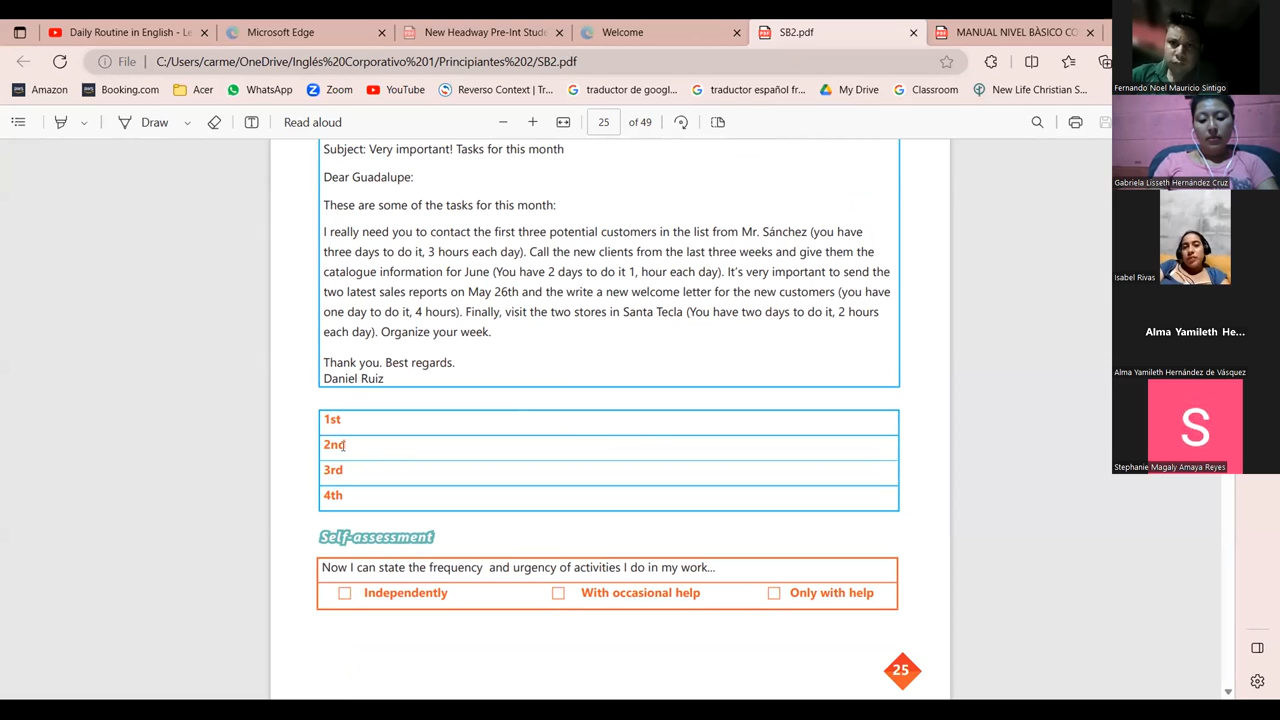 Daily Routine in English - Le
Microsoft Edge
New Headway Pre-Int Stude
Welcome
SB2.pdf
MANUAL NIVEL BÀSICO CO
File
C:/Users/carme/OneDrive/Inglés%20Corporativo%201/Principiantes%202/SB2.pdf
Amazon
Booking.com
Acer
WhatsApp
Zoom
YouTube
Reverso Context | Tr...
traductor de googl...
traductor español fr...
My Drive
Classroom
New Life Christian S...
Draw
Read aloud
25 of 49
Subject: Very important! Tasks for this month
Dear Guadalupe:
These are some of the tasks for this month:
I really need you to contact the first three potential customers in the list from Mr. Sánchez (you have
three days to do it, 3 hours each day). Call the new clients from the last three weeks and give them the
catalogue information for June (You have 2 days to do it 1, hour each day). It's very important to send the
two latest sales reports on May 26th and the write a new welcome letter for the new customers (you have
one day to do it, 4 hours). Finally, visit the two stores in Santa Tecla (You have two days to do it, 2 hours
each day). Organize your week.
Thank you. Best regards.
Daniel Ruiz
1st
2nd
3rd
4th
Self-assessment
Now I can state the frequency and urgency of activities I do in my work...
Independently
With occasional help
Only with help
25
Fernando Noel Mauricio Sintigo
Gabriela Lisseth Hernández Cruz
Isabel Rivas
Alma Yamileth He...
Alma Yamileth Hernández de Vásquez
S
Stephanie Magaly Amaya Reyes